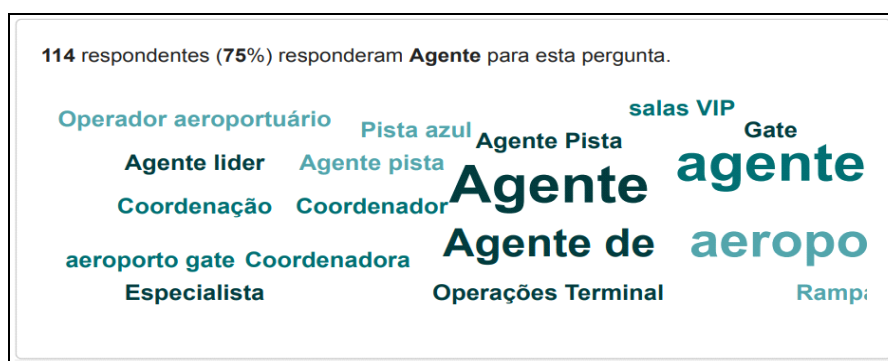 114 respondentes (75%) responderam Agente para esta pergunta.
salas VIP
Operador aeroportuário
Pista azul
Agente Pista
Gate
Agente lider
Agente pista
Agente
agente
Coordenação
Coordenador
Agente de
aeropo
aeroporto gate
Coordenadora
Especialista
Operações Terminal
Rampa